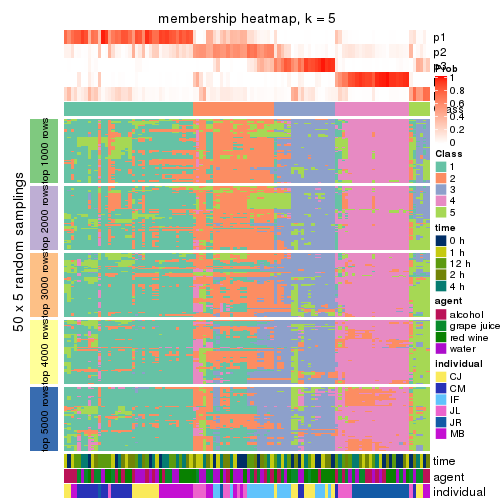 membership heatmap, k = 5
p1
p2
p3
Prob
1
0.8
0.6
0.4
0.2
0
Class
1
2
3
4
5
time
0 h
1 h
12 h
2 h
4 h
agent
alcohol
grape juice
red wine
water
individual
CJ
CM
IF
JL
JR
MB
50 x 5 random samplings
top 1000 rows
top 2000 rows
top 3000 rows
top 4000 rows
top 5000 rows
time
agent
individual